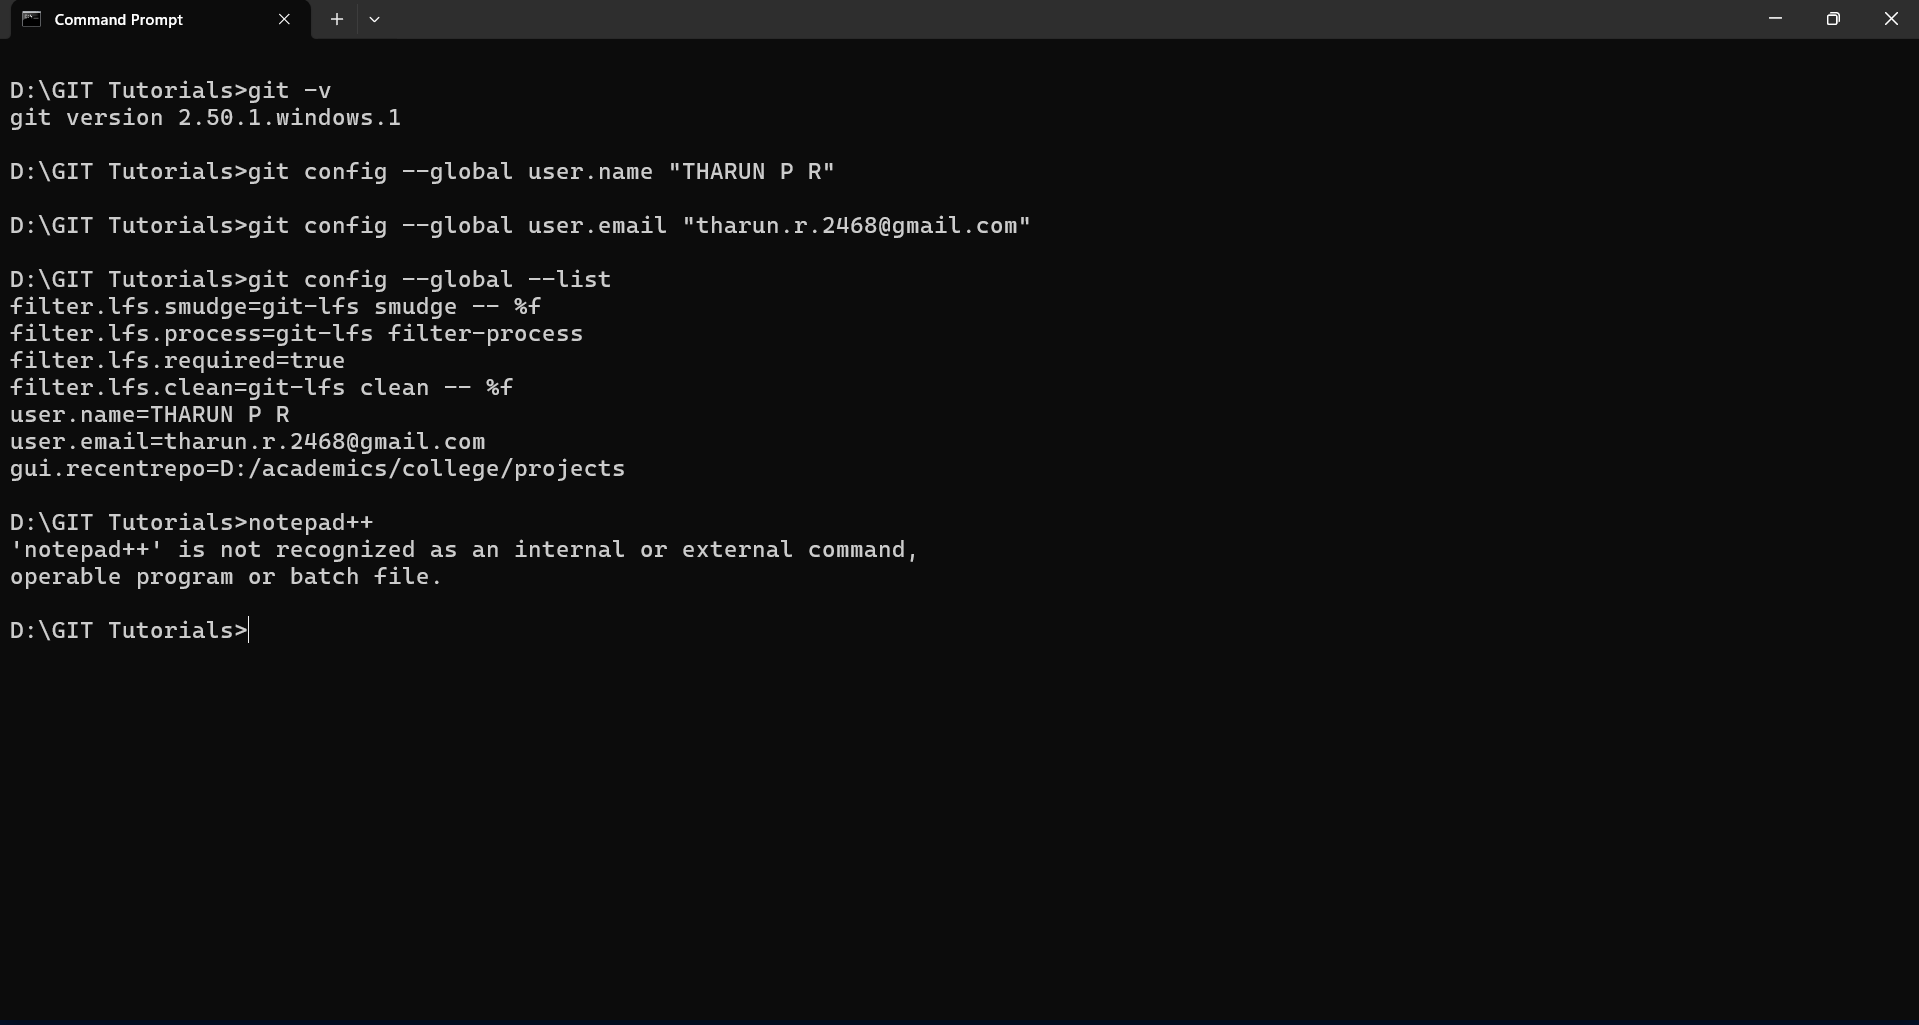 Command Prompt
D:\GIT Tutorials>git -v
git version 2.50.1.windows.1
D:\GIT Tutorials>git config --global user.name "THARUN P R"
D:\GIT Tutorials>git config --global user.email "tharun.r.2468@gmail.com"
D:\GIT Tutorials>git config --global --list
filter.lfs.smudge=git-lfs smudge -- %f
filter.lfs.process=git-lfs filter-process
filter.lfs.required=true
filter.lfs.clean=git-lfs clean -- %f
user.name=THARUN P R
user.email=tharun.r.2468@gmail.com
gui.recentrepo=D:/academics/college/projects
D:\GIT Tutorials>notepad++
'notepad++' is not recognized as an internal or external command,
operable program or batch file.
D:\GIT Tutorials>